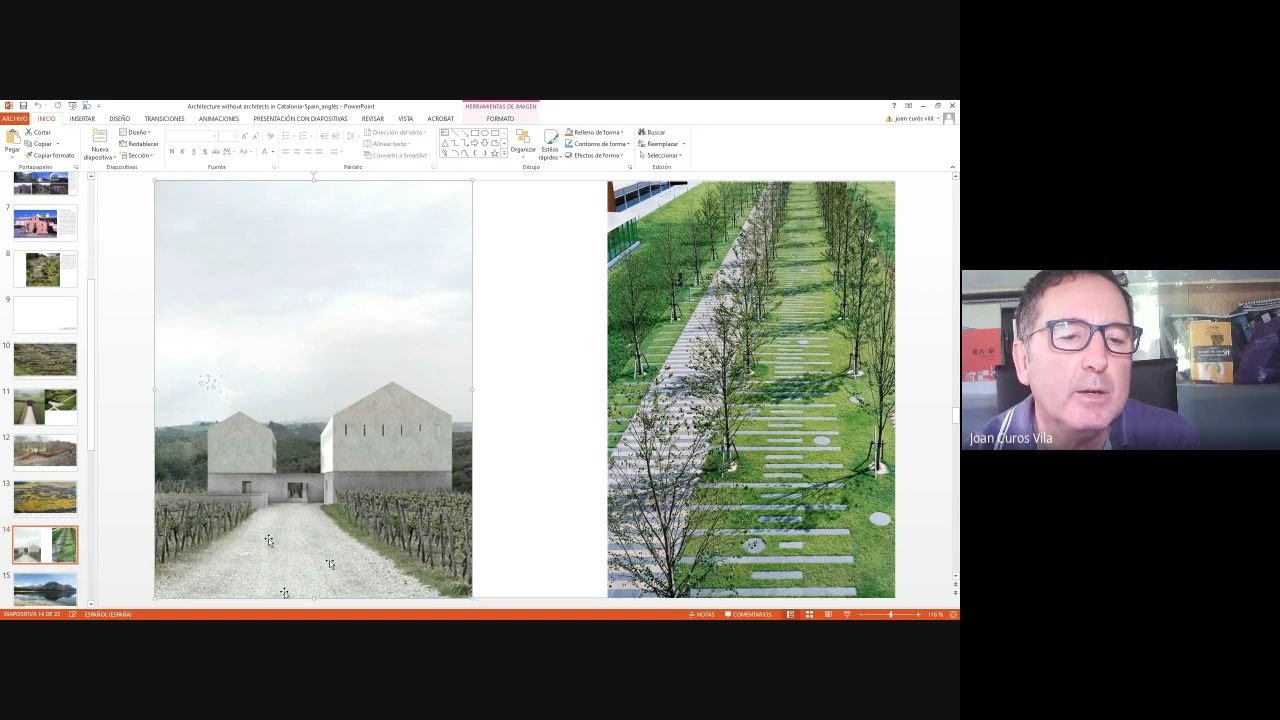 Architecture without architects in Catalonia-Spain_anglès - PowerPoint
HERRAMIENTAS DE IMAGEN
ARCHIVO INICIO INSERTAR DISEÑO TRANSICIONES ANIMACIONES PRESENTACIÓN CON DIAPOSITIVAS REVISAR VISTA ACROBAT FORMATO
joan curós vilà
Pegar
Cortar
Copiar
Copiar formato
Portapapeles
Nueva diapositiva
Diseño
Restablecer
Sección
Diapositivas
N K S S abc AV Aa A
Fuente
Dirección del texto
Alinear texto
Convertir a SmartArt
Párrafo
Organizar
Estilos rápidos
Relleno de forma
Contorno de forma
Efectos de forma
Dibujo
Buscar
Reemplazar
Seleccionar
Edición
7
8
9
10
11
12
13
14
15
DIAPOSITIVA 14 DE 25
ESPAÑOL (ESPAÑA)
NOTAS
COMENTARIOS
116 %
Joan Curos Vila